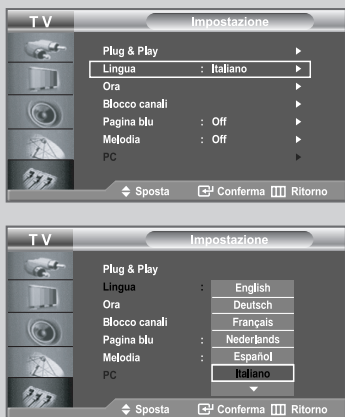 TV Impostazione
Plug & Play
Lingua : Italiano
Ora
Blocco canali
Pagina blu : Off
Melodia : Off
PC
Sposta Conferma Ritorno
TV Impostazione
Plug & Play
Lingua : English
Ora Deutsch
Blocco canali Français
Pagina blu : Nederlands
Melodia : Español
PC Italiano
Sposta Conferma Ritorno